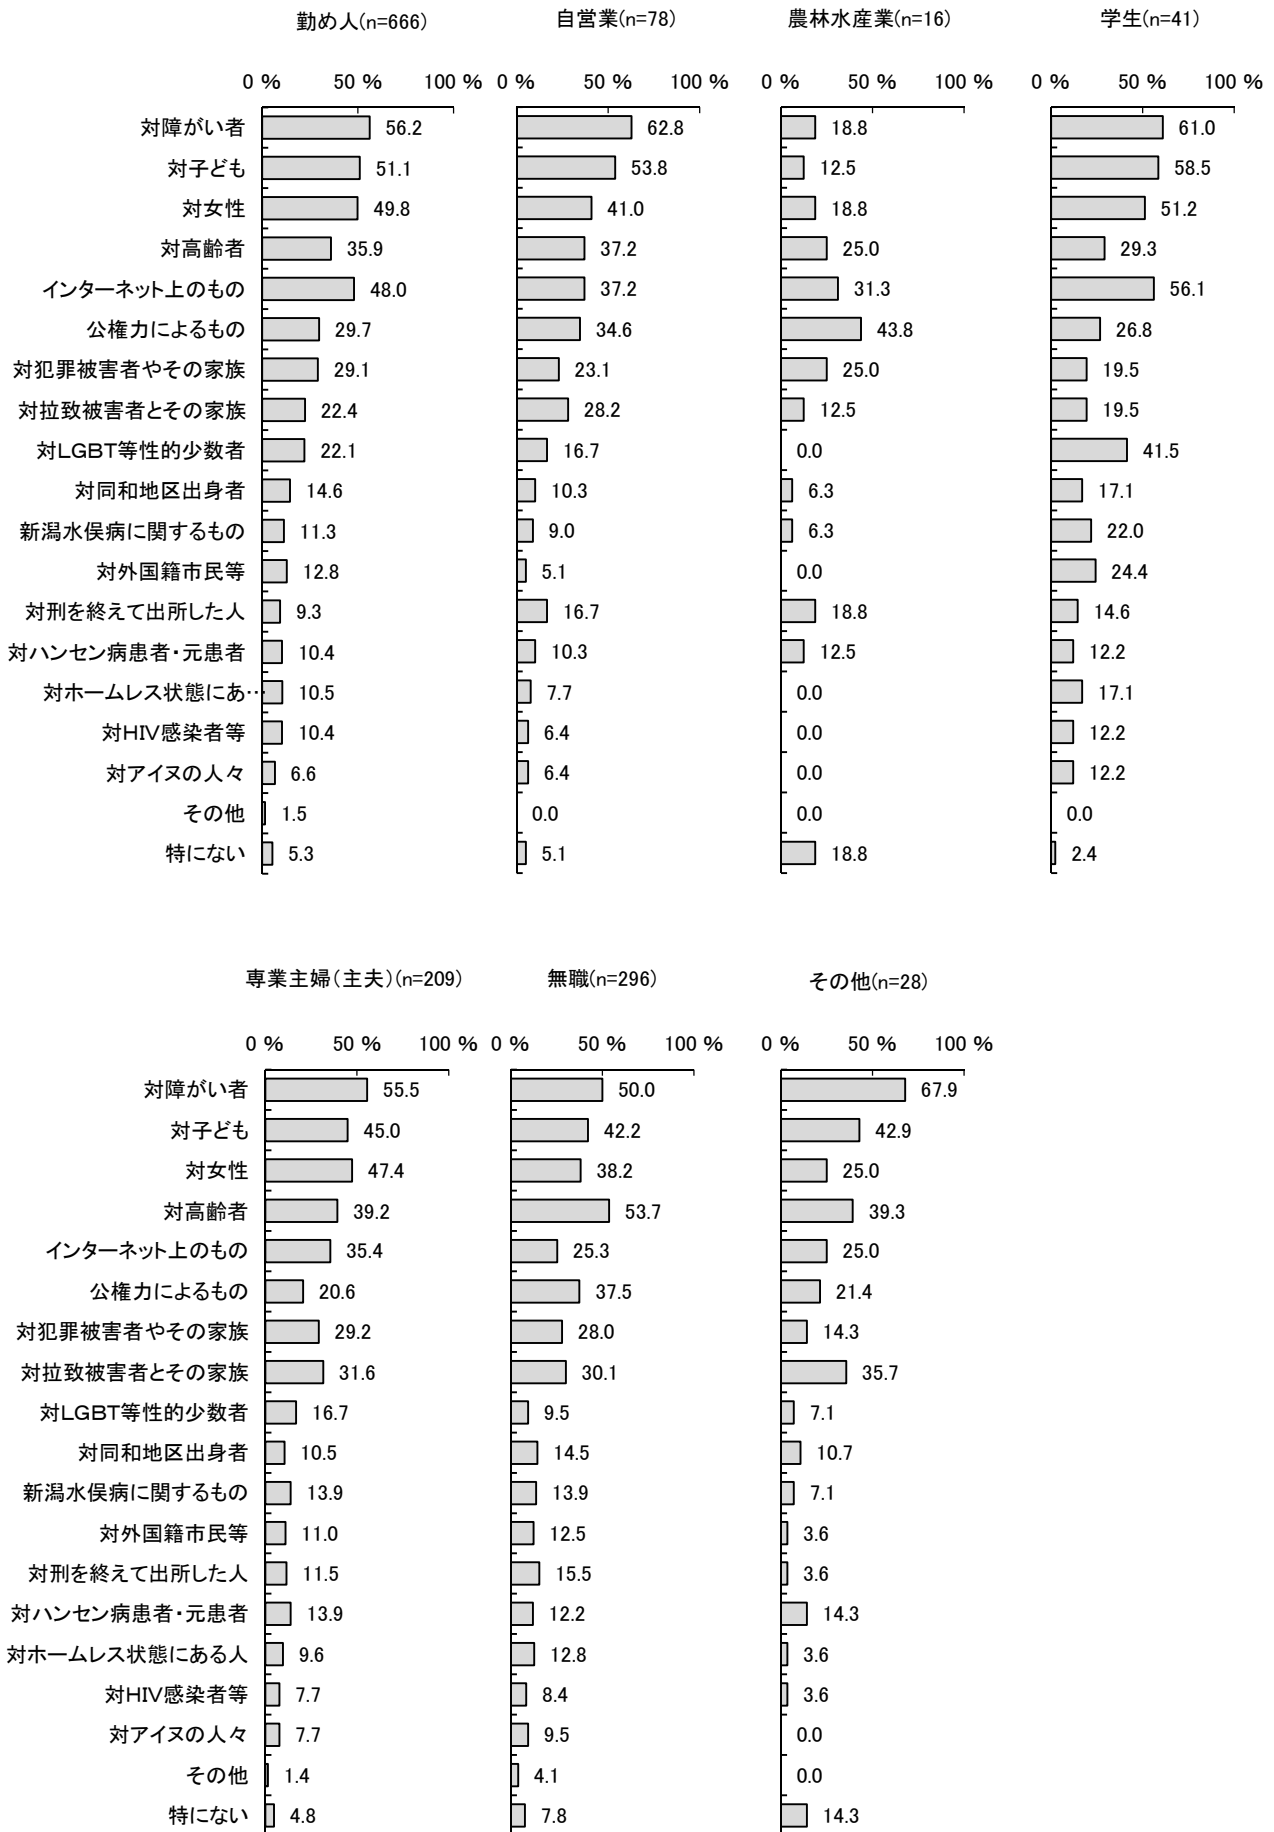 勤め人(n=666) 自営業(n=78) 農林水産業(n=16) 学生(n=41)
0 % 50 % 100 % 0 % 50 % 100 % 0 % 50 % 100 % 0 % 50 % 100 %
対障がい者 56.2 62.8 18.8 61.0
対子ども 51.1 53.8 12.5 58.5
対女性 49.8 41.0 18.8 51.2
対高齢者 35.9 37.2 25.0 29.3
インターネット上のもの 48.0 37.2 31.3 56.1
公権力によるもの 29.7 34.6 43.8 26.8
対犯罪被害者やその家族 29.1 23.1 25.0 19.5
対拉致被害者とその家族 22.4 28.2 12.5 19.5
対LGBT等性的少数者 22.1 16.7 0.0 41.5
対同和地区出身者 14.6 10.3 6.3 17.1
新潟水俣病に関するもの 11.3 9.0 6.3 22.0
対外国籍市民等 12.8 5.1 0.0 24.4
対刑を終えて出所した人 9.3 16.7 18.8 14.6
対ハンセン病患者・元患者 10.4 10.3 12.5 12.2
対ホームレス状態にあ… 10.5 7.7 0.0 17.1
対HIV感染者等 10.4 6.4 0.0 12.2
対アイヌの人々 6.6 6.4 0.0 12.2
その他 1.5 0.0 0.0 0.0
特にない 5.3 5.1 18.8 2.4
専業主婦(主夫)(n=209) 無職(n=296) その他(n=28)
0 % 50 % 100 % 0 % 50 % 100 % 0 % 50 % 100 %
対障がい者 55.5 50.0 67.9
対子ども 45.0 42.2 42.9
対女性 47.4 38.2 25.0
対高齢者 39.2 53.7 39.3
インターネット上のもの 35.4 25.3 25.0
公権力によるもの 20.6 37.5 21.4
対犯罪被害者やその家族 29.2 28.0 14.3
対拉致被害者とその家族 31.6 30.1 35.7
対LGBT等性的少数者 16.7 9.5 7.1
対同和地区出身者 10.5 14.5 10.7
新潟水俣病に関するもの 13.9 13.9 7.1
対外国籍市民等 11.0 12.5 3.6
対刑を終えて出所した人 11.5 15.5 3.6
対ハンセン病患者・元患者 13.9 12.2 14.3
対ホームレス状態にある人 9.6 12.8 3.6
対HIV感染者等 7.7 8.4 3.6
対アイヌの人々 7.7 9.5 0.0
その他 1.4 4.1 0.0
特にない 4.8 7.8 14.3